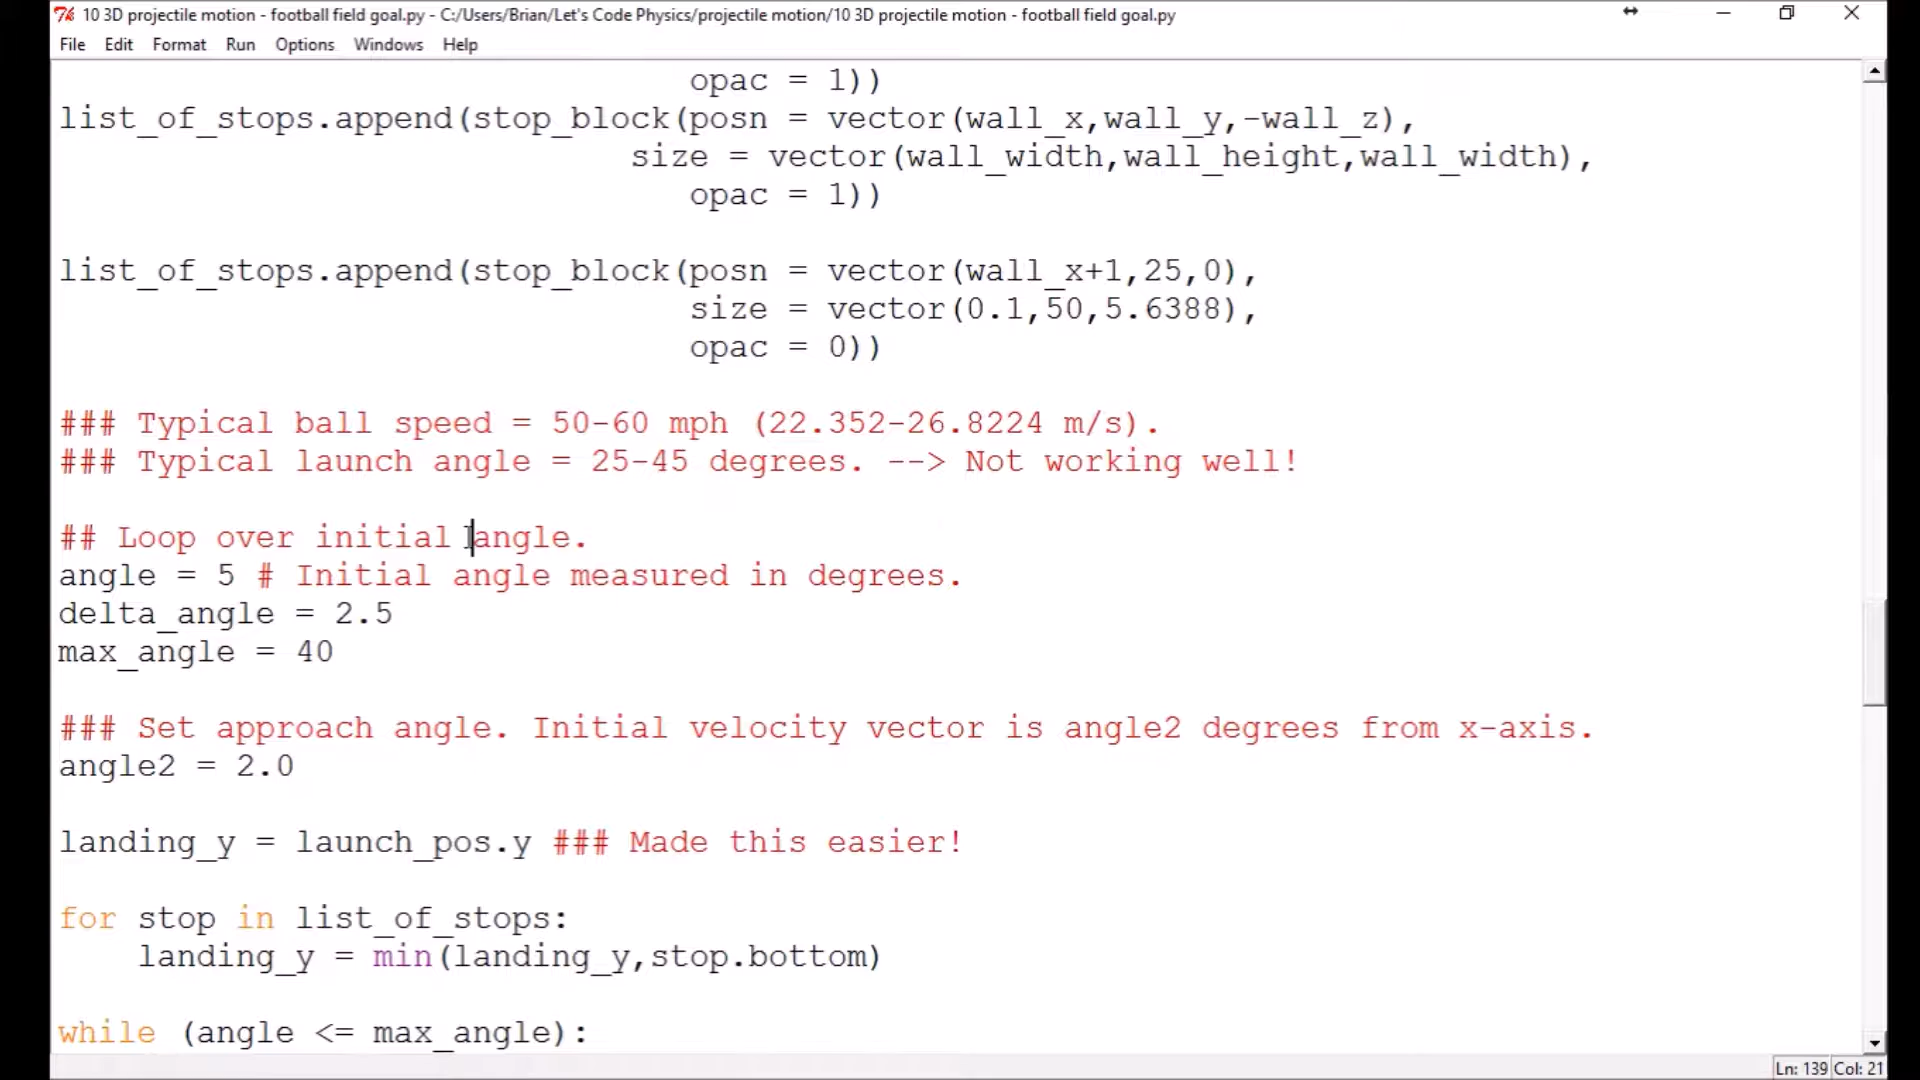 10 3D projectile motion - football field goal.py - C:/Users/Brian/Let's Code Physics/projectile motion/10 3D projectile motion - football field goal.py
File Edit Format Run Options Windows Help
opac = 1))
list_of_stops.append(stop_block(posn = vector(wall_x,wall_y,-wall_z),
size = vector(wall_width,wall_height,wall_width),
opac = 1))
list_of_stops.append(stop_block(posn = vector(wall_x+1,25,0),
size = vector(0.1,50,5.6388),
opac = 0))
### Typical ball speed = 50-60 mph (22.352-26.8224 m/s).
### Typical launch angle = 25-45 degrees. --> Not working well!
## Loop over initial angle.
angle = 5 # Initial angle measured in degrees.
delta_angle = 2.5
max_angle = 40
### Set approach angle. Initial velocity vector is angle2 degrees from x-axis.
angle2 = 2.0
landing_y = launch_pos.y ### Made this easier!
for stop in list_of_stops:
landing_y = min(landing_y,stop.bottom)
while (angle <= max_angle):
Ln: 139 Col: 21